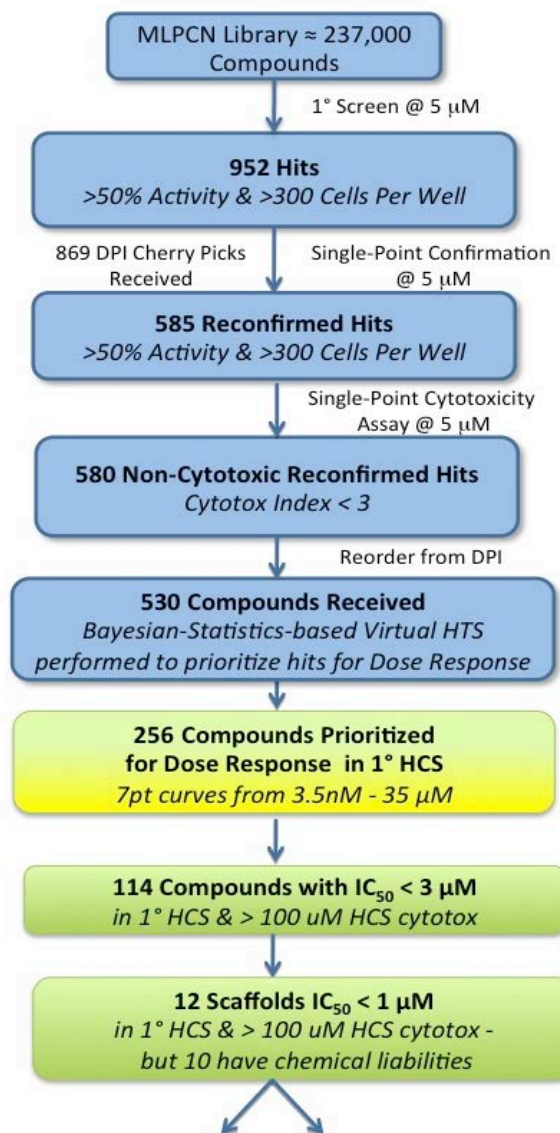 MLPCN Library ≈ 237,000
Compounds
1° Screen @ 5 μM
952 Hits
>50% Activity & >300 Cells Per Well
869 DPI Cherry Picks
Received
Single-Point Confirmation
@ 5 μM
585 Reconfirmed Hits
>50% Activity & >300 Cells Per Well
Single-Point Cytotoxicity
Assay @ 5 μM
580 Non-Cytotoxic Reconfirmed Hits
Cytotox Index < 3
Reorder from DPI
530 Compounds Received
Bayesian-Statistics-based Virtual HTS
performed to prioritize hits for Dose Response
256 Compounds Prioritized
for Dose Response in 1° HCS
7pt curves from 3.5nM - 35 μM
114 Compounds with IC50 < 3 μM
in 1° HCS & > 100 uM HCS cytotox
12 Scaffolds IC50 < 1 μM
in 1° HCS & > 100 uM HCS cytotox -
but 10 have chemical liabilities